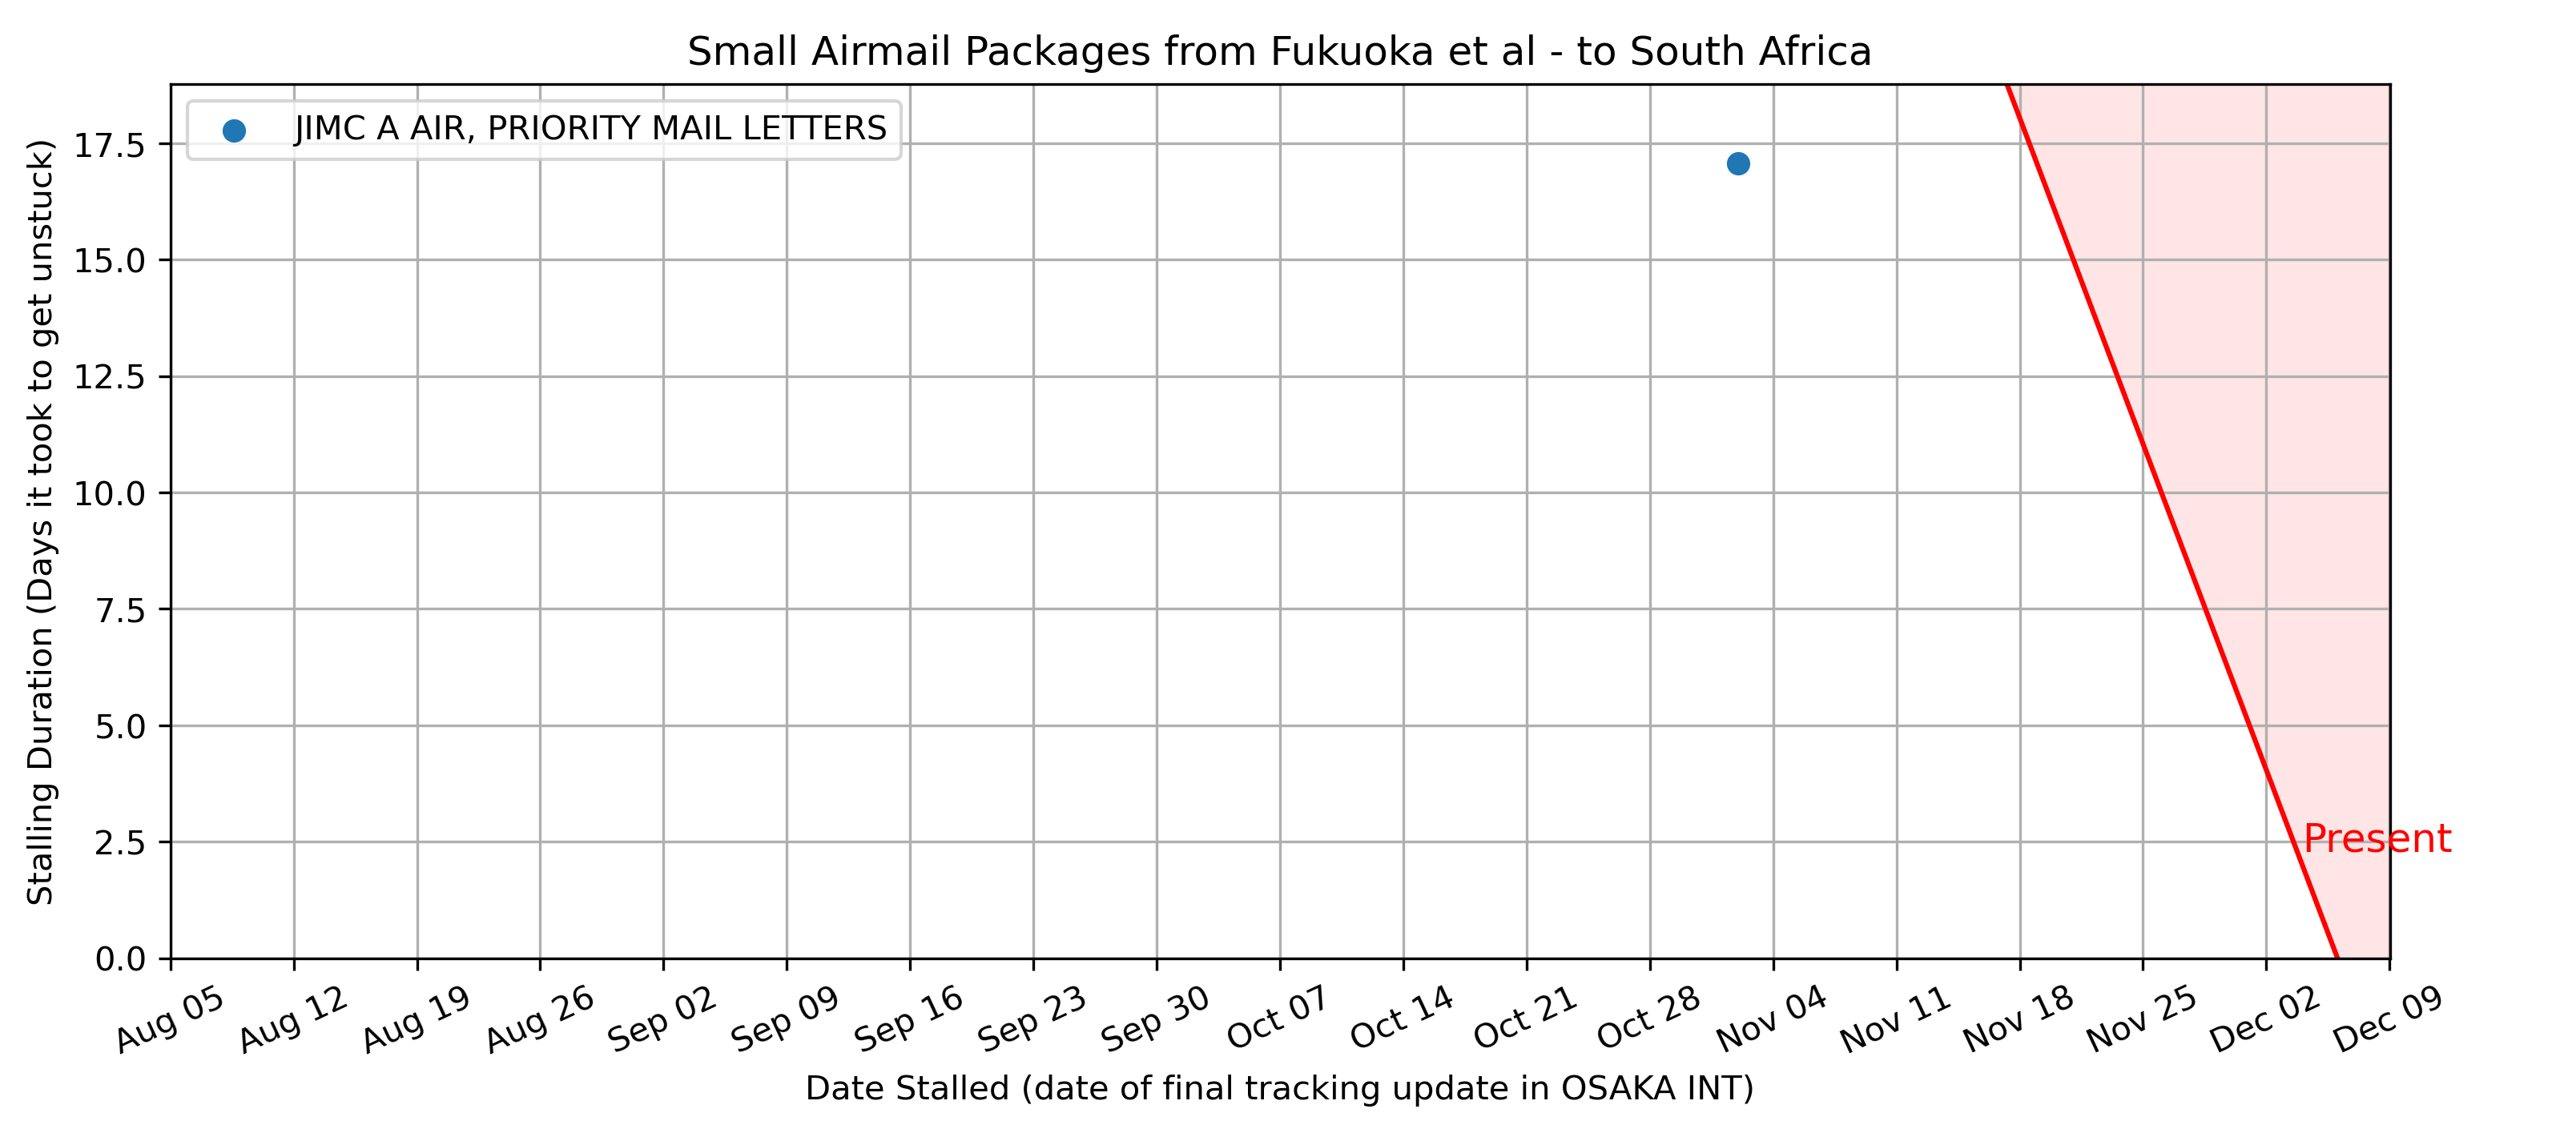 Small Airmail Packages from Fukuoka et al - to South Africa
JIMC A AIR, PRIORITY MAIL LETTERS
Stalling Duration (Days it took to get unstuck)
17.5
15.0
12.5
10.0
7.5
5.0
2.5
0.0
Present
Aug 05 Aug 12 Aug 19 Aug 26 Sep 02 Sep 09 Sep 16 Sep 23 Sep 30 Oct 07 Oct 14 Oct 21 Oct 28 Nov 04 Nov 11 Nov 18 Nov 25 Dec 02 Dec 09
Date Stalled (date of final tracking update in OSAKA INT)